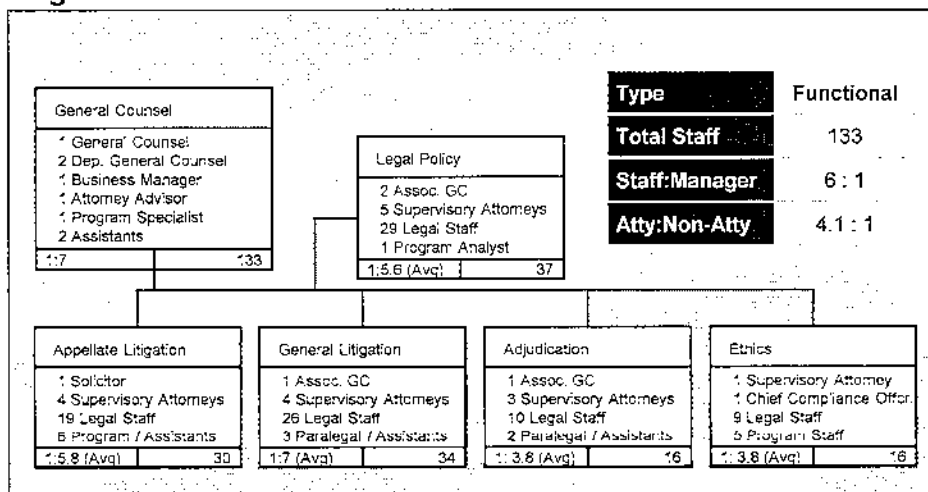 General Counsel
1 General Counsel
2 Dep. General Counsel
1 Business Manager
1 Attorney Advisor
1 Program Specialist
2 Assistants
1:7 133
Legal Policy
2 Assoc. GC
5 Supervisory Attorneys
29 Legal Staff
1 Program Analyst
1:5.6 (Avg) 37
Type Functional
Total Staff 133
Staff:Manager 6 : 1
Atty:Non-Atty 4.1 : 1
Appellate Litigation
1 Solicitor
4 Supervisory Attorneys
19 Legal Staff
6 Program / Assistants
1:5.8 (Avg) 30
General Litigation
1 Assoc. GC
4 Supervisory Attorneys
26 Legal Staff
3 Paralegal / Assistants
1:7 (Avg) 34
Adjudication
1 Assoc. GC
3 Supervisory Attorneys
10 Legal Staff
2 Paralegal / Assistants
1: 3.8 (Avg) 16
Ethics
1 Supervisory Attorney
1 Chief Compliance Offcr.
9 Legal Staff
5 Program Staff
1: 3.8 (Avg) 16